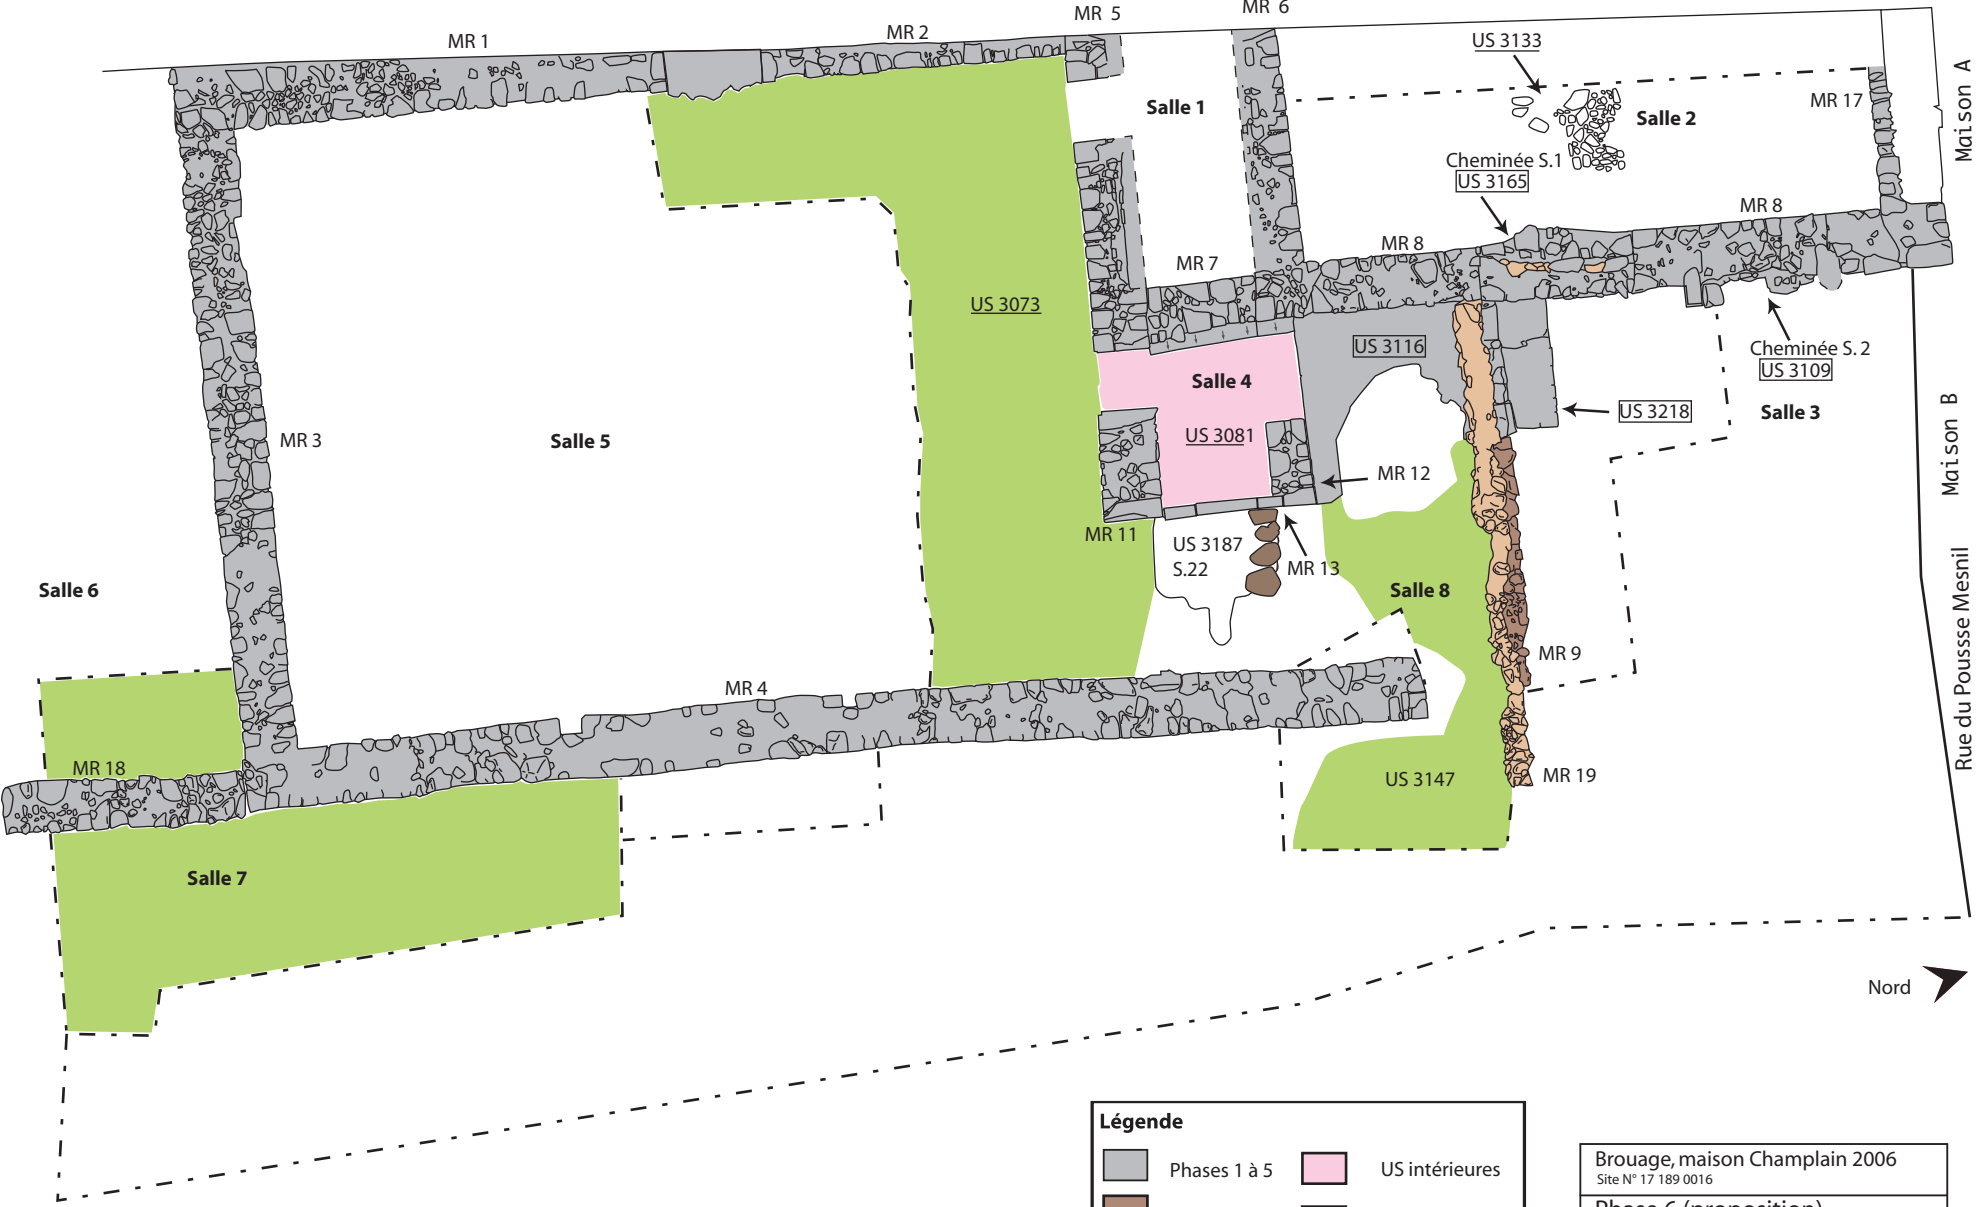 MR 5
MR 6
MR 1
MR 2
US 3133
Maison A
Salle 1
Salle 2
MR 17
Cheminée S.1
US 3165
MR 8
MR 8
MR 7
US 3073
US 3116
Cheminée S. 2
US 3109
Salle 4
US 3218
Salle 3
Maison B
MR 3
Salle 5
US 3081
MR 12
MR 11
US 3187
S.22
MR 13
Salle 6
Salle 8
Rue du Pousse Mesnil
MR 9
MR 4
MR 18
US 3147
MR 19
Salle 7
Nord
Légende
Phases 1 à 5
US intérieures
Brouage, maison Champlain 2006
Site N° 17 189 0016
Phase 6 (proposition)